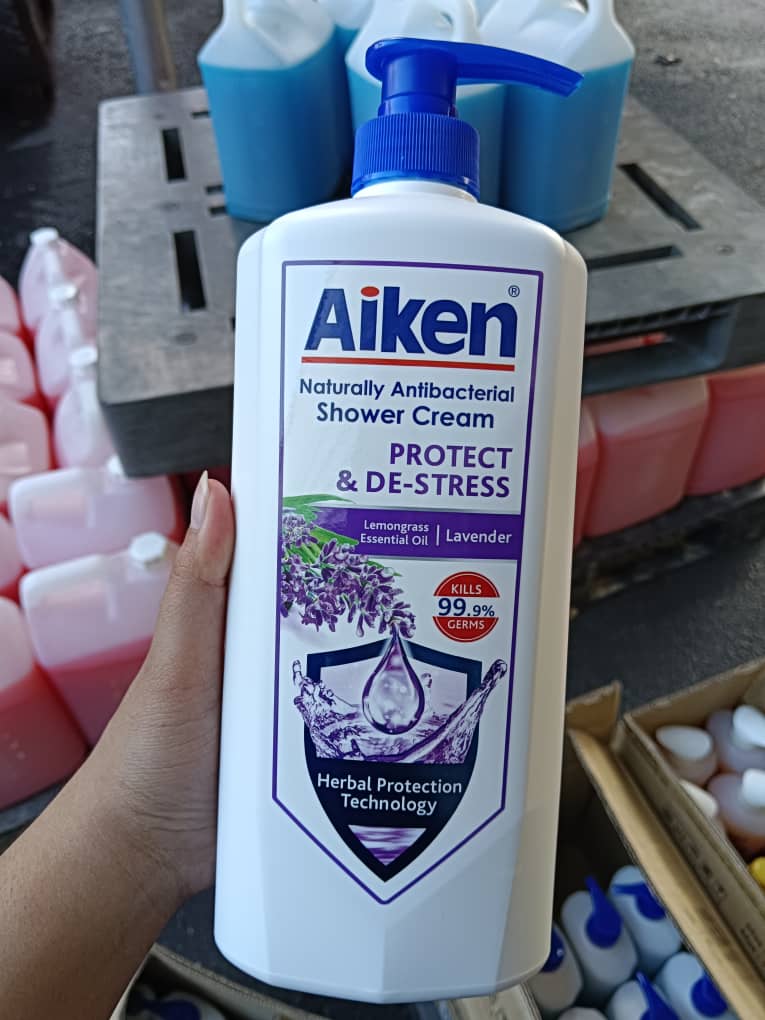 Aiken®
Naturally Antibacterial
Shower Cream
PROTECT
& DE-STRESS
Lemongrass
Essential Oil | Lavender
KILLS
99.9%
GERMS
Herbal Protection
Technology